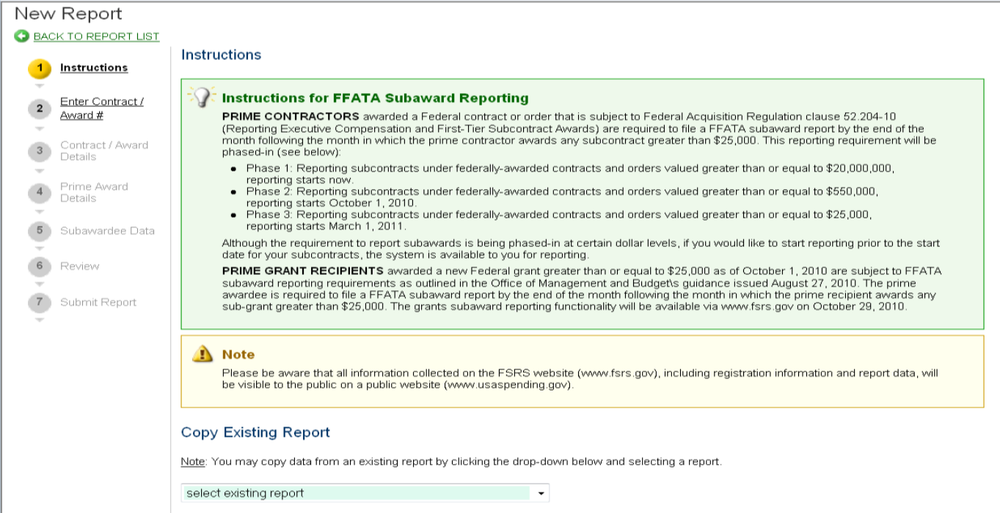 New Report
BACK TO REPORT LIST
1 Instructions
2 Enter Contract /
Award #
3 Contract / Award
Details
4 Prime Award
Details
5 Subawardee Data
6 Review
7 Submit Report
Instructions
Instructions for FFATA Subaward Reporting
PRIME CONTRACTORS awarded a Federal contract or order that is subject to Federal Acquisition Regulation clause 52.204-10
(Reporting Executive Compensation and First-Tier Subcontract Awards) are required to file a FFATA subaward report by the end of the
month following the month in which the prime contractor awards any subcontract greater than $25,000. This reporting requirement will be
phased-in (see below):
• Phase 1: Reporting subcontracts under federally-awarded contracts and orders valued greater than or equal to $20,000,000,
reporting starts now.
• Phase 2: Reporting subcontracts under federally-awarded contracts and orders valued greater than or equal to $550,000,
reporting starts October 1, 2010.
• Phase 3: Reporting subcontracts under federally-awarded contracts and orders valued greater than or equal to $25,000,
reporting starts March 1, 2011.
Although the requirement to report subawards is being phased-in at certain dollar levels, if you would like to start reporting prior to the start
date for your subcontracts, the system is available to you for reporting.
PRIME GRANT RECIPIENTS awarded a new Federal grant greater than or equal to $25,000 as of October 1, 2010 are subject to FFATA
subaward reporting requirements as outlined in the Office of Management and Budget\s guidance issued August 27, 2010. The prime
awardee is required to file a FFATA subaward report by the end of the month following the month in which the prime recipient awards any
sub-grant greater than $25,000. The grants subaward reporting functionality will be available via www.fsrs.gov on October 29, 2010.
Note
Please be aware that all information collected on the FSRS website (www.fsrs.gov), including registration information and report data, will
be visible to the public on a public website (www.usaspending.gov).
Copy Existing Report
Note: You may copy data from an existing report by clicking the drop-down below and selecting a report.
select existing report